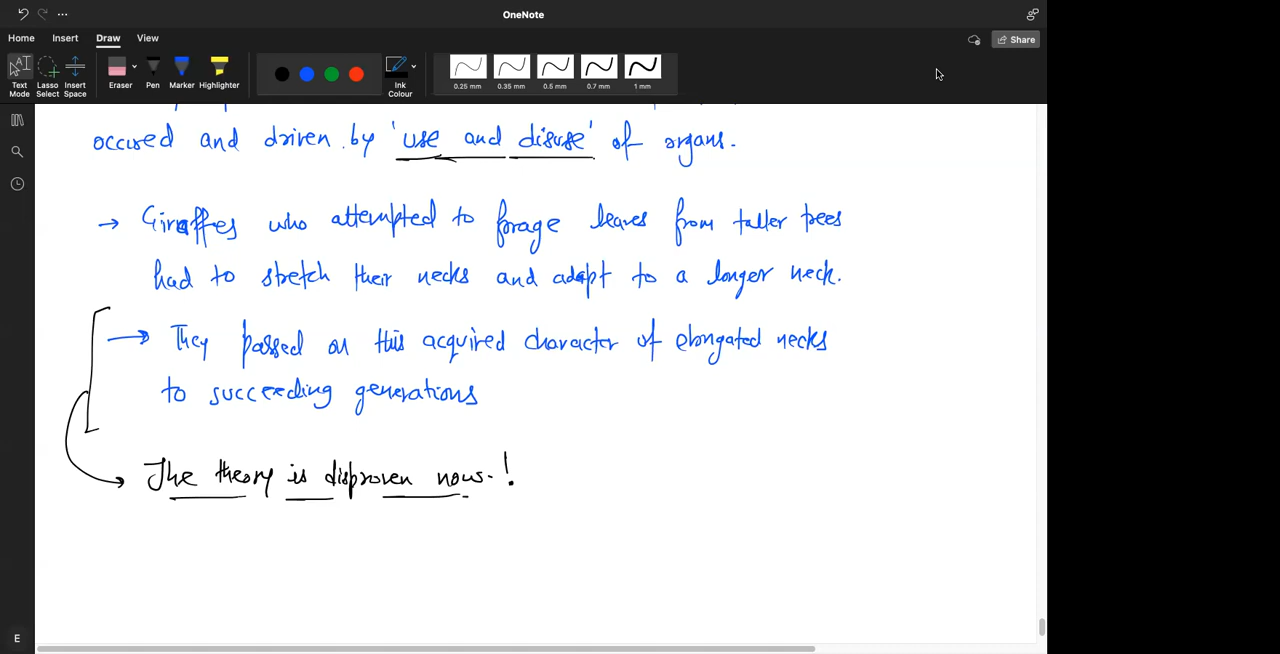 OneNote
Home Insert Draw View
Share
Text Mode
Lasso Select
Insert Space
Eraser
Pen
Marker
Highlighter
Ink Colour
0.25 mm
0.35 mm
0.5 mm
0.7 mm
1 mm
occured and driven by 'use and disuse' of organs.
→ Giraffes who attempted to forage leaves from taller trees
had to stretch their necks and adapt to a longer neck.
→ They passed on this acquired character of elongated necks
to succeeding generations
→ The theory is disproven now.!
E